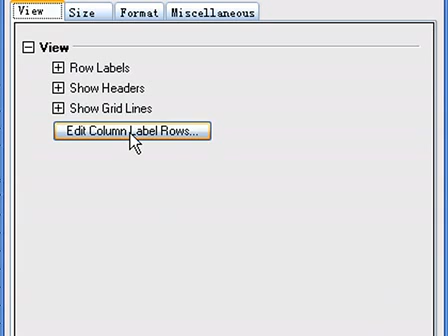 View Size Format Miscellaneous
View
Row Labels
Show Headers
Show Grid Lines
Edit Column Label Rows...